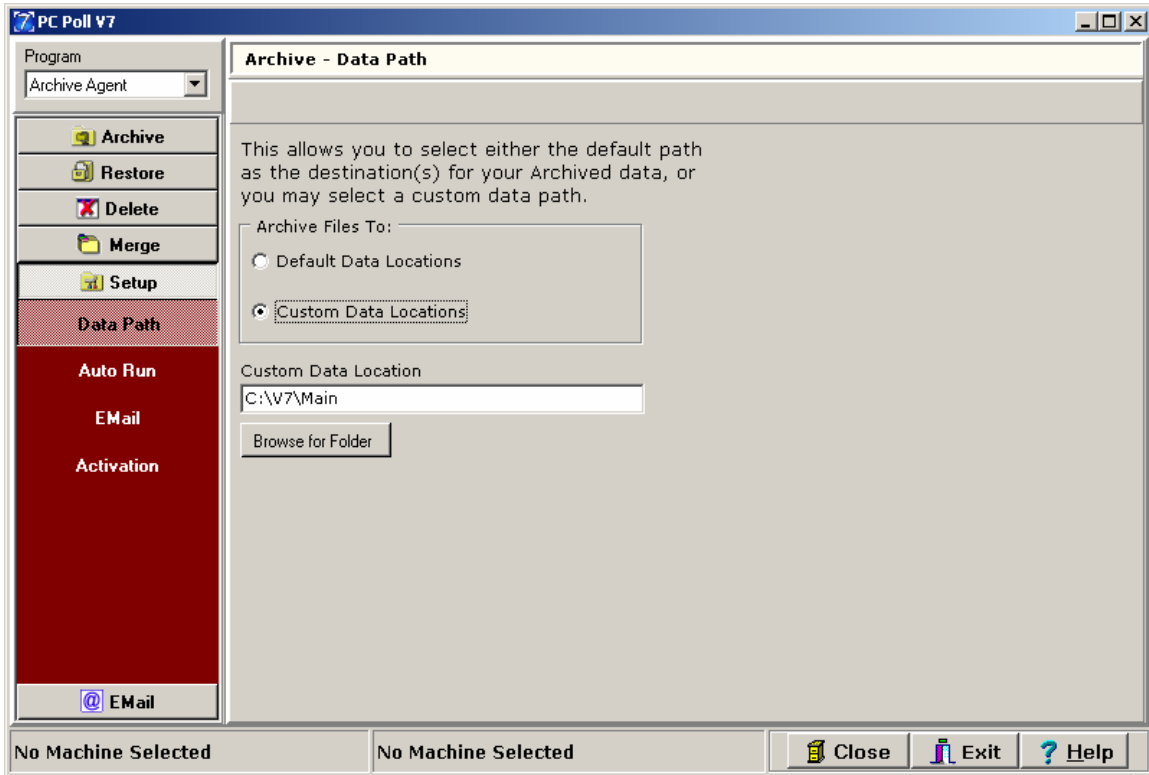 PC Poll V7
Program
Archive Agent
Archive
Restore
Delete
Merge
Setup
Data Path
Auto Run
EMail
Activation
@ EMail
Archive - Data Path
This allows you to select either the default path
as the destination(s) for your Archived data, or
you may select a custom data path.
Archive Files To:
Default Data Locations
Custom Data Locations
Custom Data Location
C:\V7\Main
Browse for Folder
No Machine Selected
No Machine Selected
Close
Exit
? Help